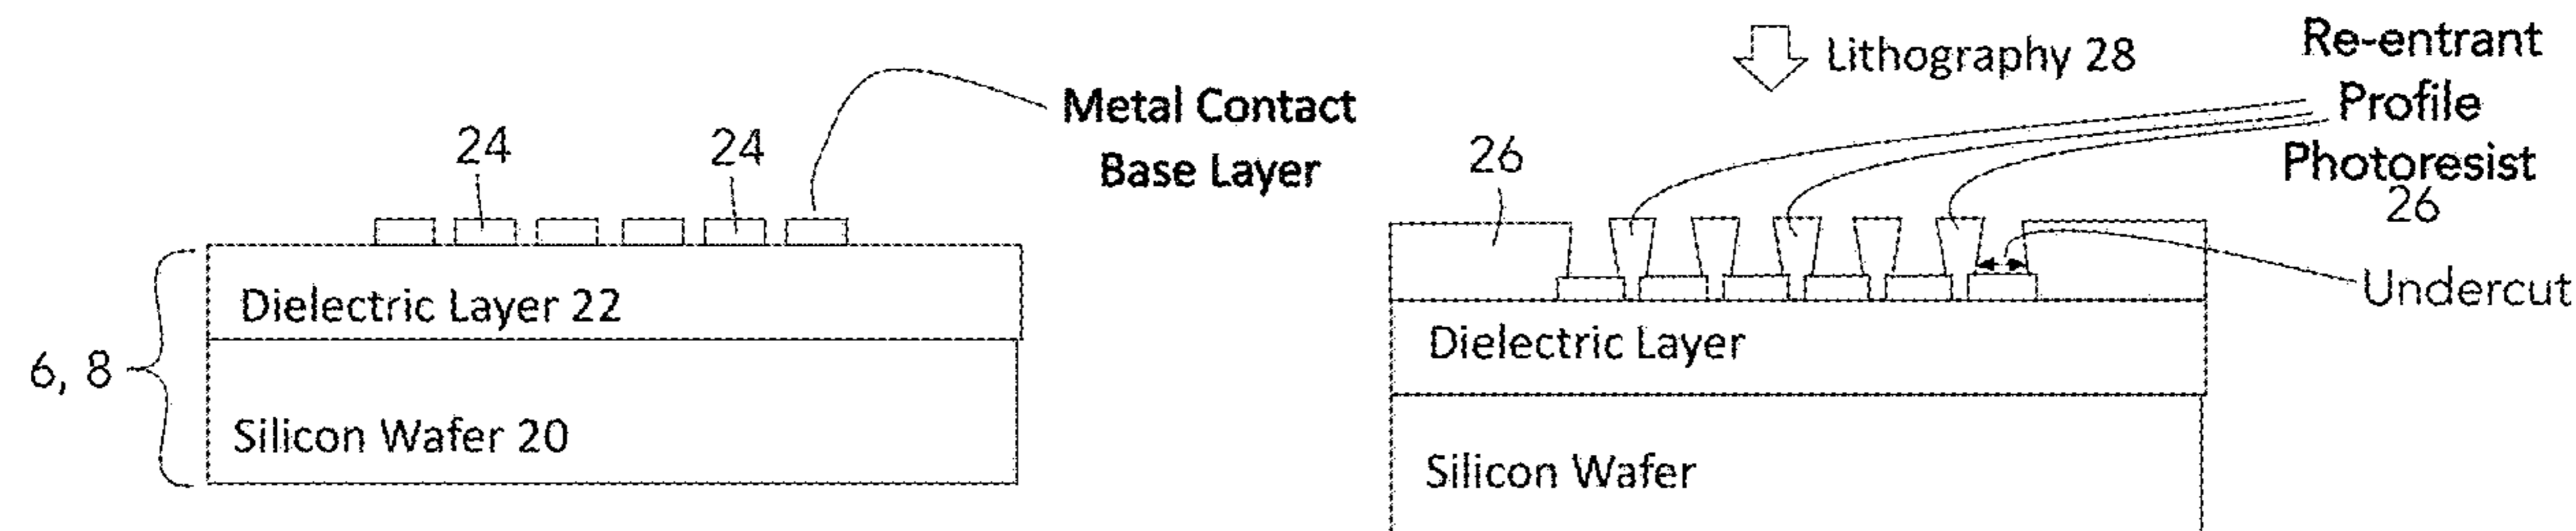 24
24
Metal Contact
Base Layer
Dielectric Layer 22
6, 8
Silicon Wafer 20
Lithography 28
Re-entrant
Profile
Photoresist
26
26
Undercut
Dielectric Layer
Silicon Wafer